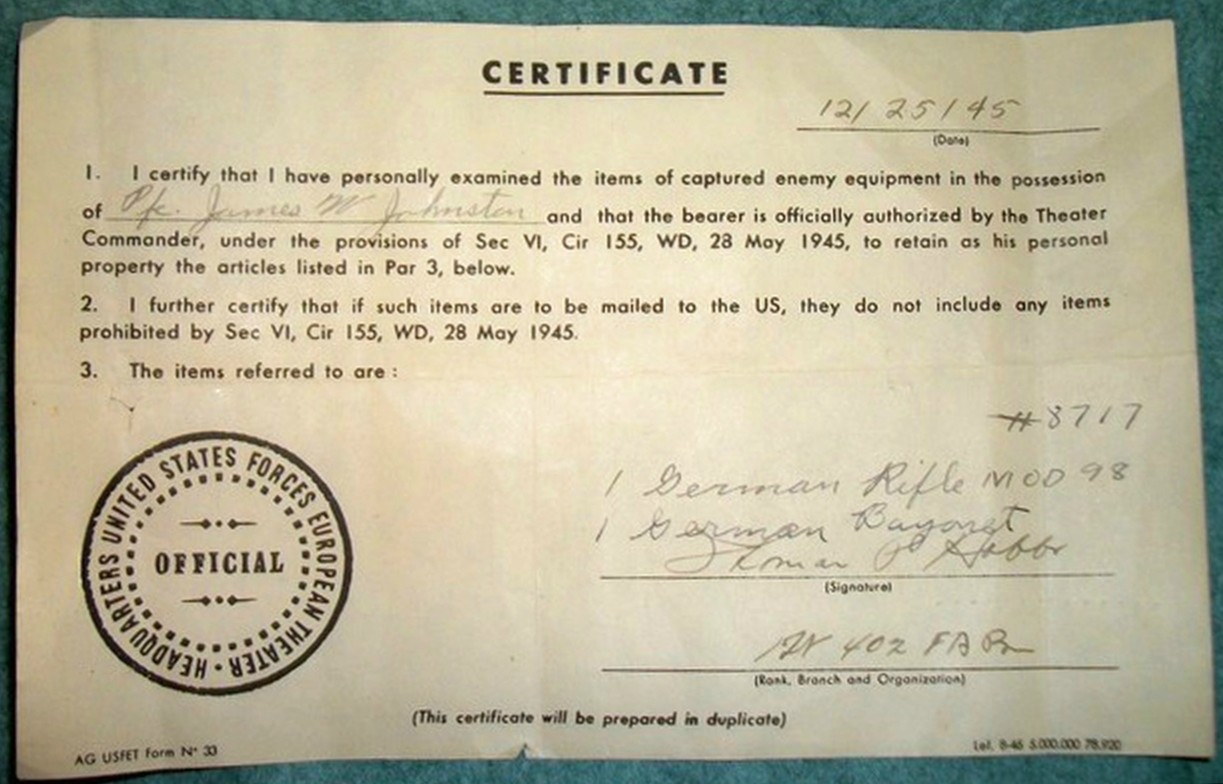 CERTIFICATE
12/25/45
(Date)
1. I certify that I have personally examined the items of captured enemy equipment in the possession
of Pfc. James W Johnston and that the bearer is officially authorized by the Theater
Commander, under the provisions of Sec VI, Cir 155, WD, 28 May 1945, to retain as his personal
property the articles listed in Par 3, below.
2. I further certify that if such items are to be mailed to the US, they do not include any items
prohibited by Sec VI, Cir 155, WD, 28 May 1945.
3. The items referred to are :
#8717
1 German Rifle MOD 98
1 German Bayonet
(Signature)
402 FA Bn
(Rank, Branch and Organization)
HEADQUARTERS UNITED STATES FORCES EUROPEAN THEATER
OFFICIAL
(This certificate will be prepared in duplicate)
AG USFET Form N° 33
5.000.000 78.920